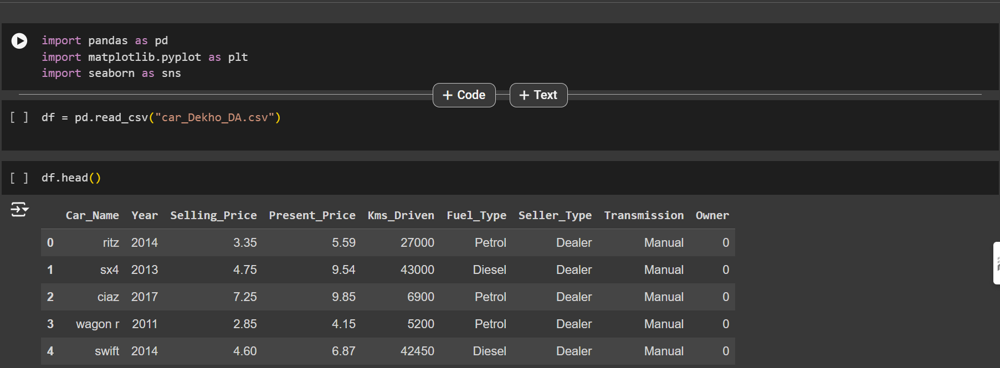 import pandas as pd
import matplotlib.pyplot as plt
import seaborn as sns
+ Code + Text
[ ] df = pd.read_csv("car_Dekho_DA.csv")
[ ] df.head()
Car_Name Year Selling_Price Present_Price Kms_Driven Fuel_Type Seller_Type Transmission Owner
0 ritz 2014 3.35 5.59 27000 Petrol Dealer Manual 0
1 sx4 2013 4.75 9.54 43000 Diesel Dealer Manual 0
2 ciaz 2017 7.25 9.85 6900 Petrol Dealer Manual 0
3 wagon r 2011 2.85 4.15 5200 Petrol Dealer Manual 0
4 swift 2014 4.60 6.87 42450 Diesel Dealer Manual 0